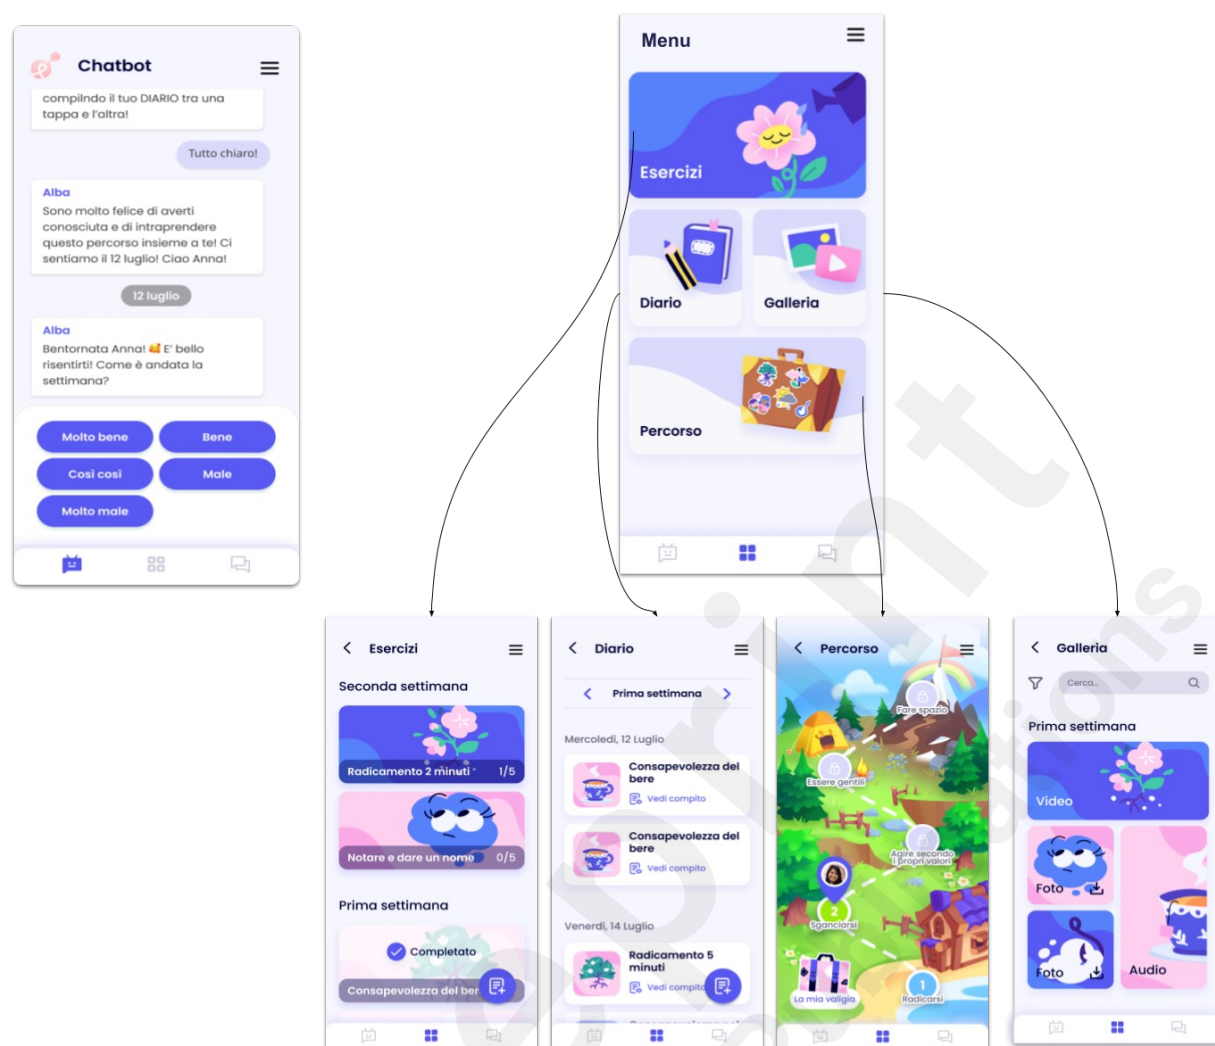 Chatbot
compilndo il tuo DIARIO tra una
tappa e l'altra!
Tutto chiaro!
Alba
Sono molto felice di averti
conosciuta e di intraprendere
questo percorso insieme a te! Ci
sentiamo il 12 luglio! Ciao Anna!
12 luglio
Alba
Bentornata Anna! 🥰 E' bello
risentirti! Come è andata la
settimana?
Molto bene
Bene
Così così
Male
Molto male
Menu
Esercizi
Diario
Galleria
Percorso
Esercizi
Seconda settimana
Radicamento 2 minuti
1/5
Notare e dare un nome
0/5
Prima settimana
Completato
Consapevolezza del ber
Diario
Prima settimana
Mercoledì, 12 Luglio
Consapevolezza del
bere
Vedi compito
Consapevolezza del
bere
Vedi compito
Venerdì, 14 Luglio
Radicamento 5
minuti
Vedi compito
Percorso
Fare spazio
Essere gentili
Agire secondo
i propri valori
2
Sganciarsi
La mia valigia
1
Radicarsi
Galleria
Cerca...
Prima settimana
Video
Foto
Foto
Audio